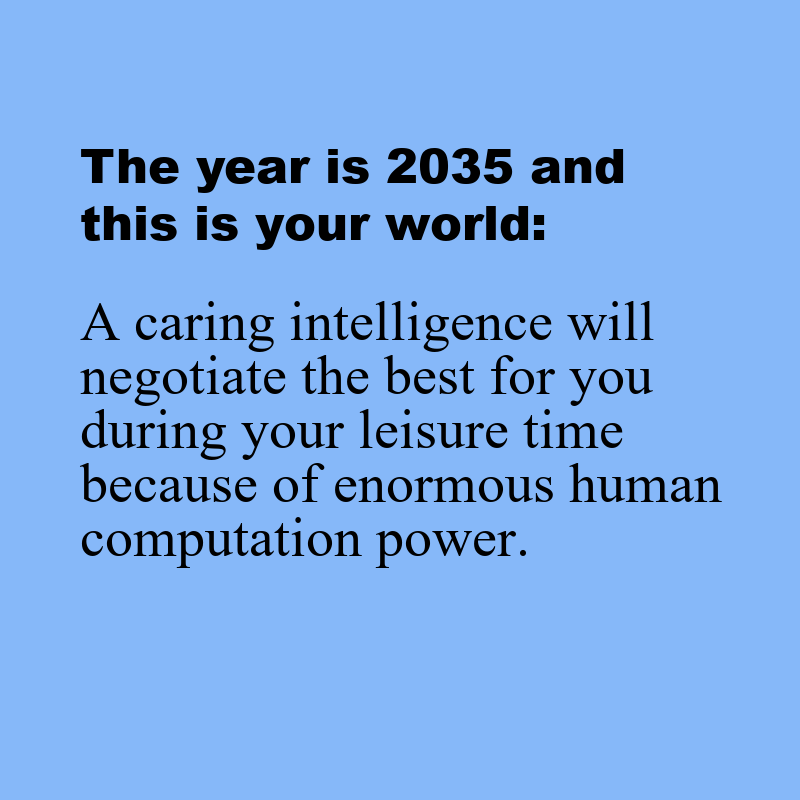 The year is 2035 and
this is your world:
A caring intelligence will
negotiate the best for you
during your leisure time
because of enormous human
computation power.